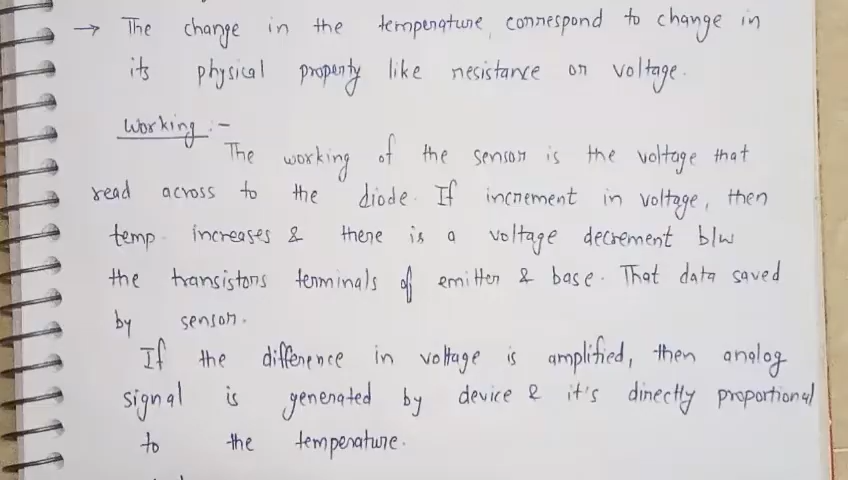 → The change in the temperature correspond to change in
its physical property like resistance or voltage.
Working :-
The working of the sensor is the voltage that
read across to the diode. If increment in voltage, then
temp. increases & there is a voltage decrement b/w
the transistors terminals of emitter & base. That data saved
by sensor.
If the difference in voltage is amplified, then analog
signal is generated by device & it's directly proportional
to the temperature.